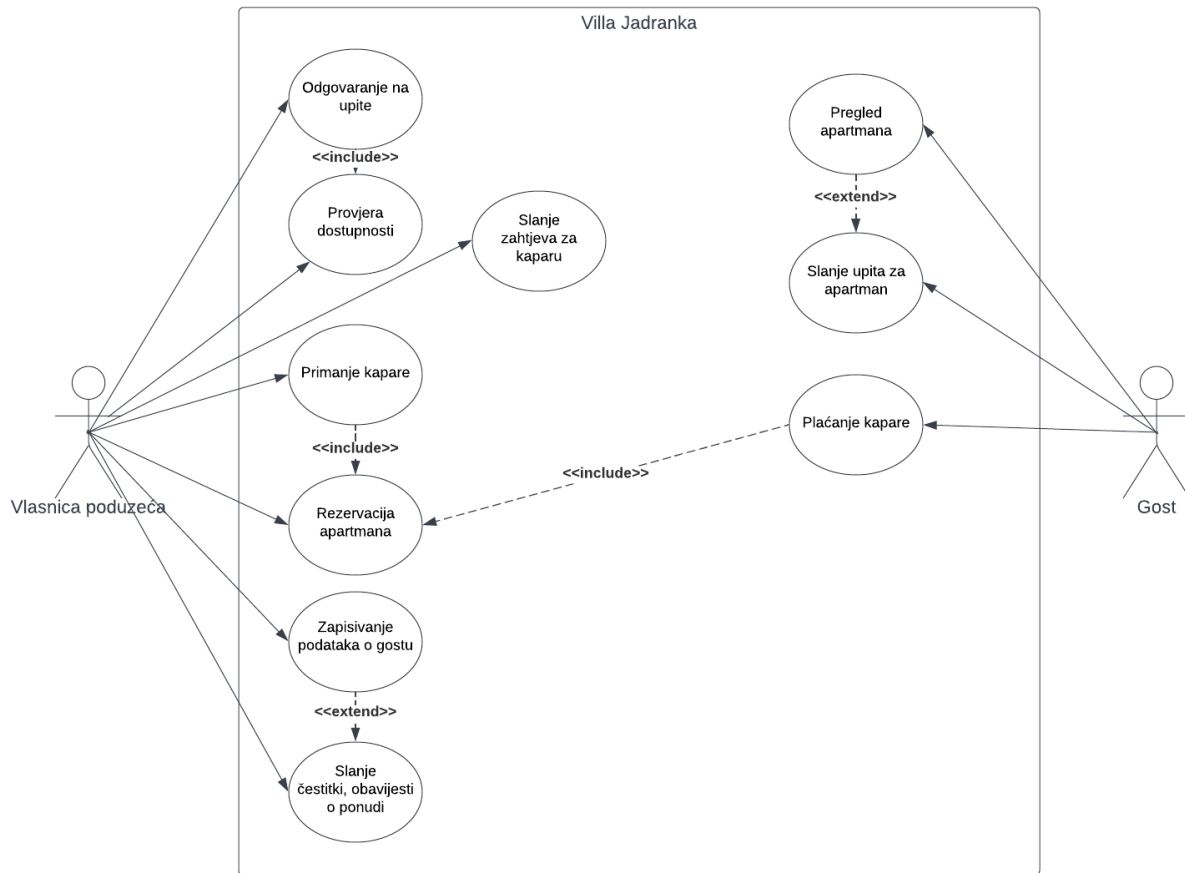 Villa Jadranka
Odgovaranje na
upite
<<include>>
Provjera
dostupnosti
Slanje
zahtjeva za
kaparu
Primanje kapare
<<include>>
Rezervacija
apartmana
Zapisivanje
podataka o gostu
<<extend>>
Slanje
čestitki, obavijesti
o ponudi
Vlasnica poduzeća
Pregled
apartmana
<<extend>>
Slanje upita za
apartman
Plaćanje kapare
<<include>>
Gost